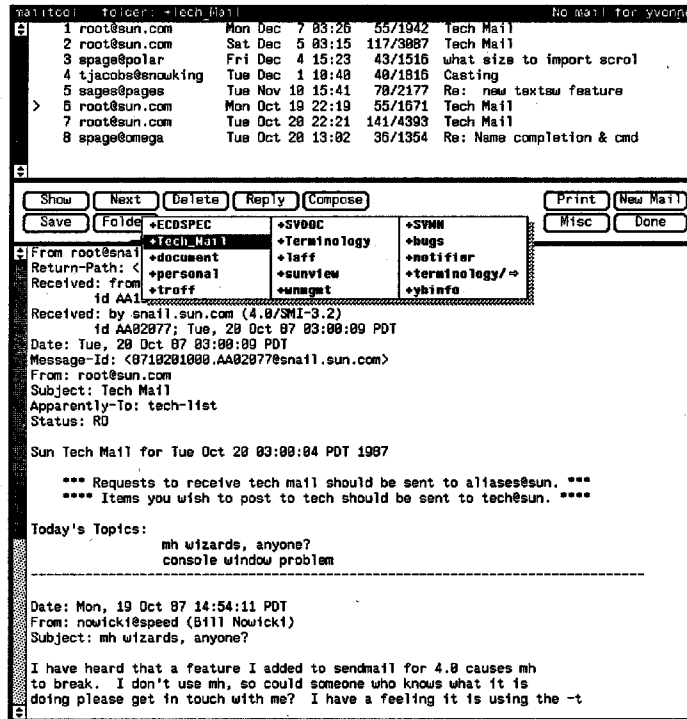 mailtool folder: +Tech_Mail No mail for yvonne
1 root@sun.com Mon Dec 7 03:26 55/1942 Tech Mail
2 root@sun.com Sat Dec 5 03:15 117/3087 Tech Mail
3 spage@polar Fri Dec 4 15:23 43/1516 what size to import scrol
4 tjacobs@snowking Tue Dec 1 10:40 40/1816 Casting
5 sages@pages Tue Nov 10 15:41 70/2177 Re: new textsw feature
> 6 root@sun.com Mon Oct 19 22:19 55/1671 Tech Mail
7 root@sun.com Tue Oct 20 22:21 141/4393 Tech Mail
8 spage@omega Tue Oct 20 13:02 36/1354 Re: Name completion & cmd
Show Next Delete Reply Compose Print New Mail
Save Folde Misc Done
+ECDSPEC +SVDOC +SYMN
+Tech_Mail +Terminology +bugs
+document +laff +notifier
+personal +sunview +terminology/⇒
+troff +wnmgmt +ybinfo
From root@snai
Return-Path: <
Received: from
id AA1
Received: by snail.sun.com (4.0/SMI-3.2)
id AA02077; Tue, 20 Oct 87 03:00:09 PDT
Date: Tue, 20 Oct 87 03:00:09 PDT
Message-Id: <8710201000.AA02077@snail.sun.com>
From: root@sun.com
Subject: Tech Mail
Apparently-To: tech-list
Status: RO
Sun Tech Mail for Tue Oct 20 03:00:04 PDT 1987
*** Requests to receive tech mail should be sent to aliases@sun. ***
**** Items you wish to post to tech should be sent to tech@sun. ****
Today's Topics:
mh wizards, anyone?
console window problem
Date: Mon, 19 Oct 87 14:54:11 PDT
From: nowicki@speed (Bill Nowicki)
Subject: mh wizards, anyone?
I have heard that a feature I added to sendmail for 4.0 causes mh
to break. I don't use mh, so could someone who knows what it is
doing please get in touch with me? I have a feeling it is using the -t